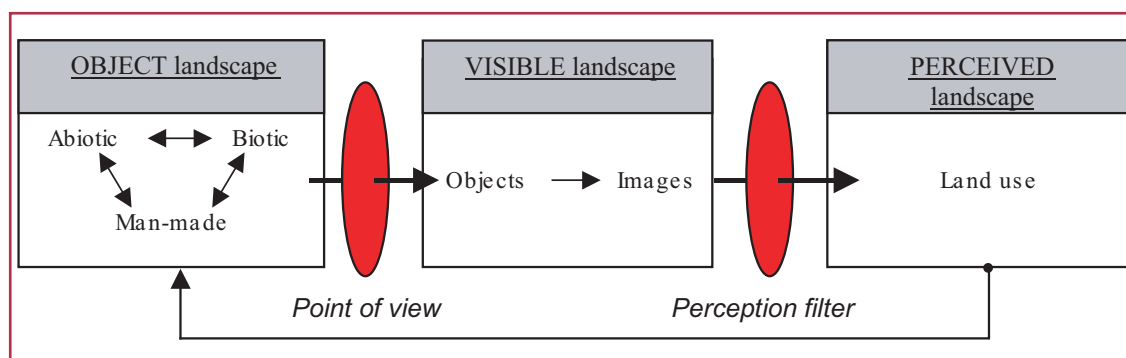 OBJECT landscape
Abiotic
Biotic
Man-made
Point of view
VISIBLE landscape
Objects
Images
Perception filter
PERCEIVED
landscape
Land use